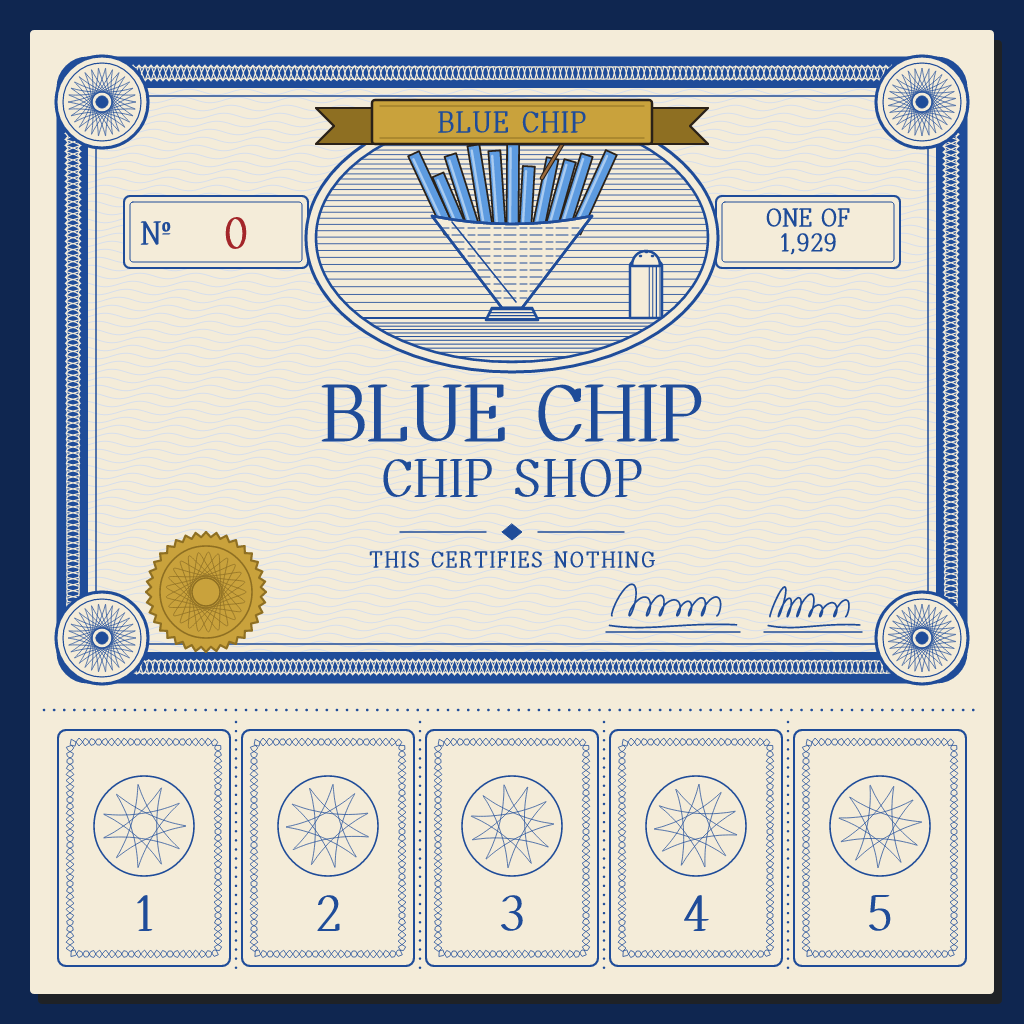 BLUE CHIP
Nº 0
ONE OF
1,929
BLUE CHIP
CHIP SHOP
THIS CERTIFIES NOTHING
1 2 3 4 5